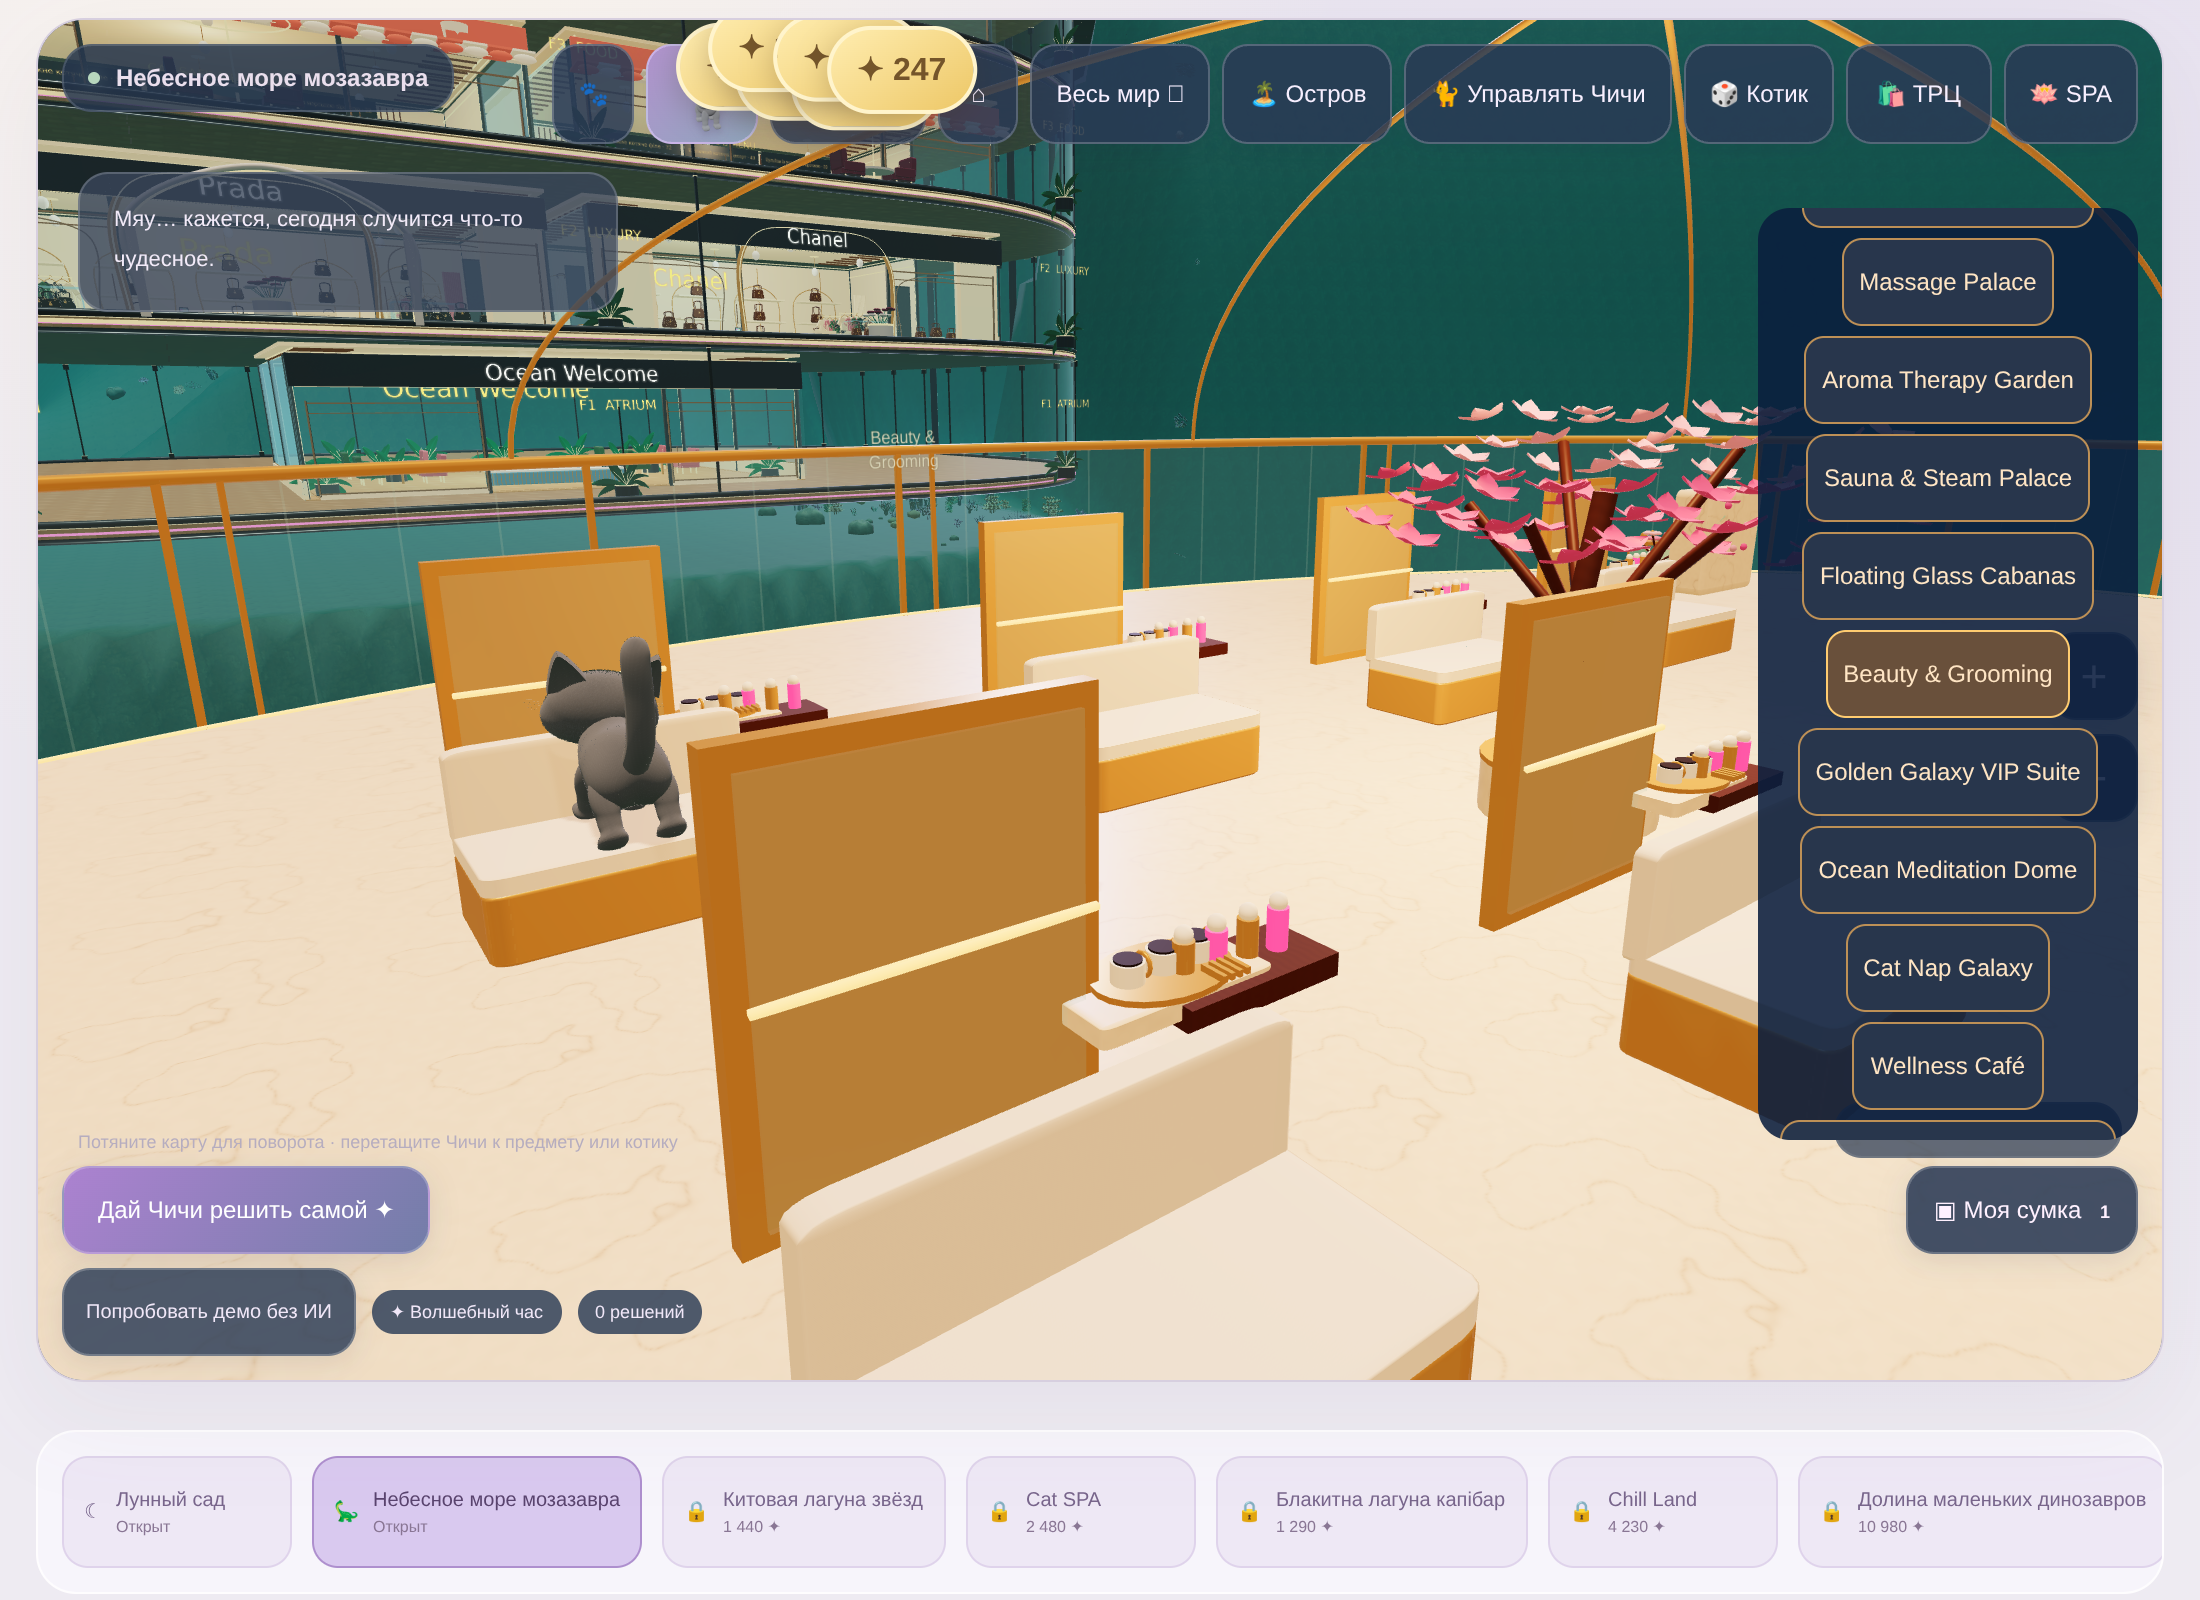 Небесное море мозазавра
✦ 247
Весь мир
🏝️ Остров
🐈 Управлять Чичи
🎲 Котик
🛍️ ТРЦ
🪷 SPA
Prada
Мяу… кажется, сегодня случится что-то
чудесное.
Chanel
Chanel
F2 LUXURY
Ocean Welcome
Ocean Welcome
F1 ATRIUM
F1 ATRIUM
Beauty &
Grooming
Massage Palace
Aroma Therapy Garden
Sauna & Steam Palace
Floating Glass Cabanas
Beauty & Grooming
+
Golden Galaxy VIP Suite
Ocean Meditation Dome
Cat Nap Galaxy
Wellness Café
Потяните карту для поворота · перетащите Чичи к предмету или котику
Дай Чичи решить самой ✦
▣ Моя сумка 1
Попробовать демо без ИИ
✦ Волшебный час
0 решений
Лунный сад
Открыт
Небесное море мозазавра
Открыт
Китовая лагуна звёзд
1 440 ✦
Cat SPA
2 480 ✦
Блакитна лагуна капібар
1 290 ✦
Chill Land
4 230 ✦
Долина маленьких динозавров
10 980 ✦